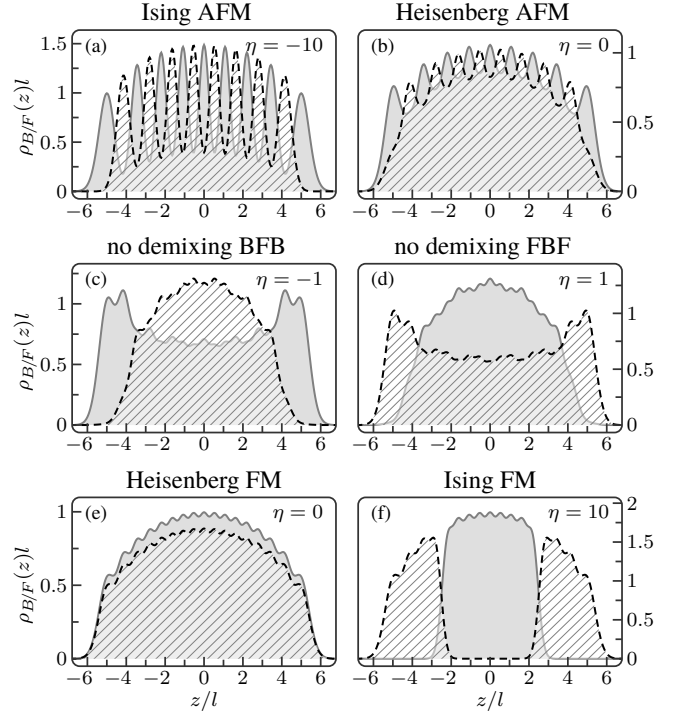 Ising AFM
Heisenberg AFM
(a)
η = −10
(b)
η = 0
ρB/F(z)l
0
0.5
1
1.5
0
0.5
1
−6 −4 −2 0 2 4 6
−6 −4 −2 0 2 4 6
no demixing BFB
no demixing FBF
(c)
η = −1
(d)
η = 1
ρB/F(z)l
0
0.5
1
0
0.5
1
−6 −4 −2 0 2 4 6
−6 −4 −2 0 2 4 6
Heisenberg FM
Ising FM
(e)
η = 0
(f)
η = 10
ρB/F(z)l
0
0.5
1
0
0.5
1
1.5
2
−6 −4 −2 0 2 4 6
−6 −4 −2 0 2 4 6
z/l
z/l